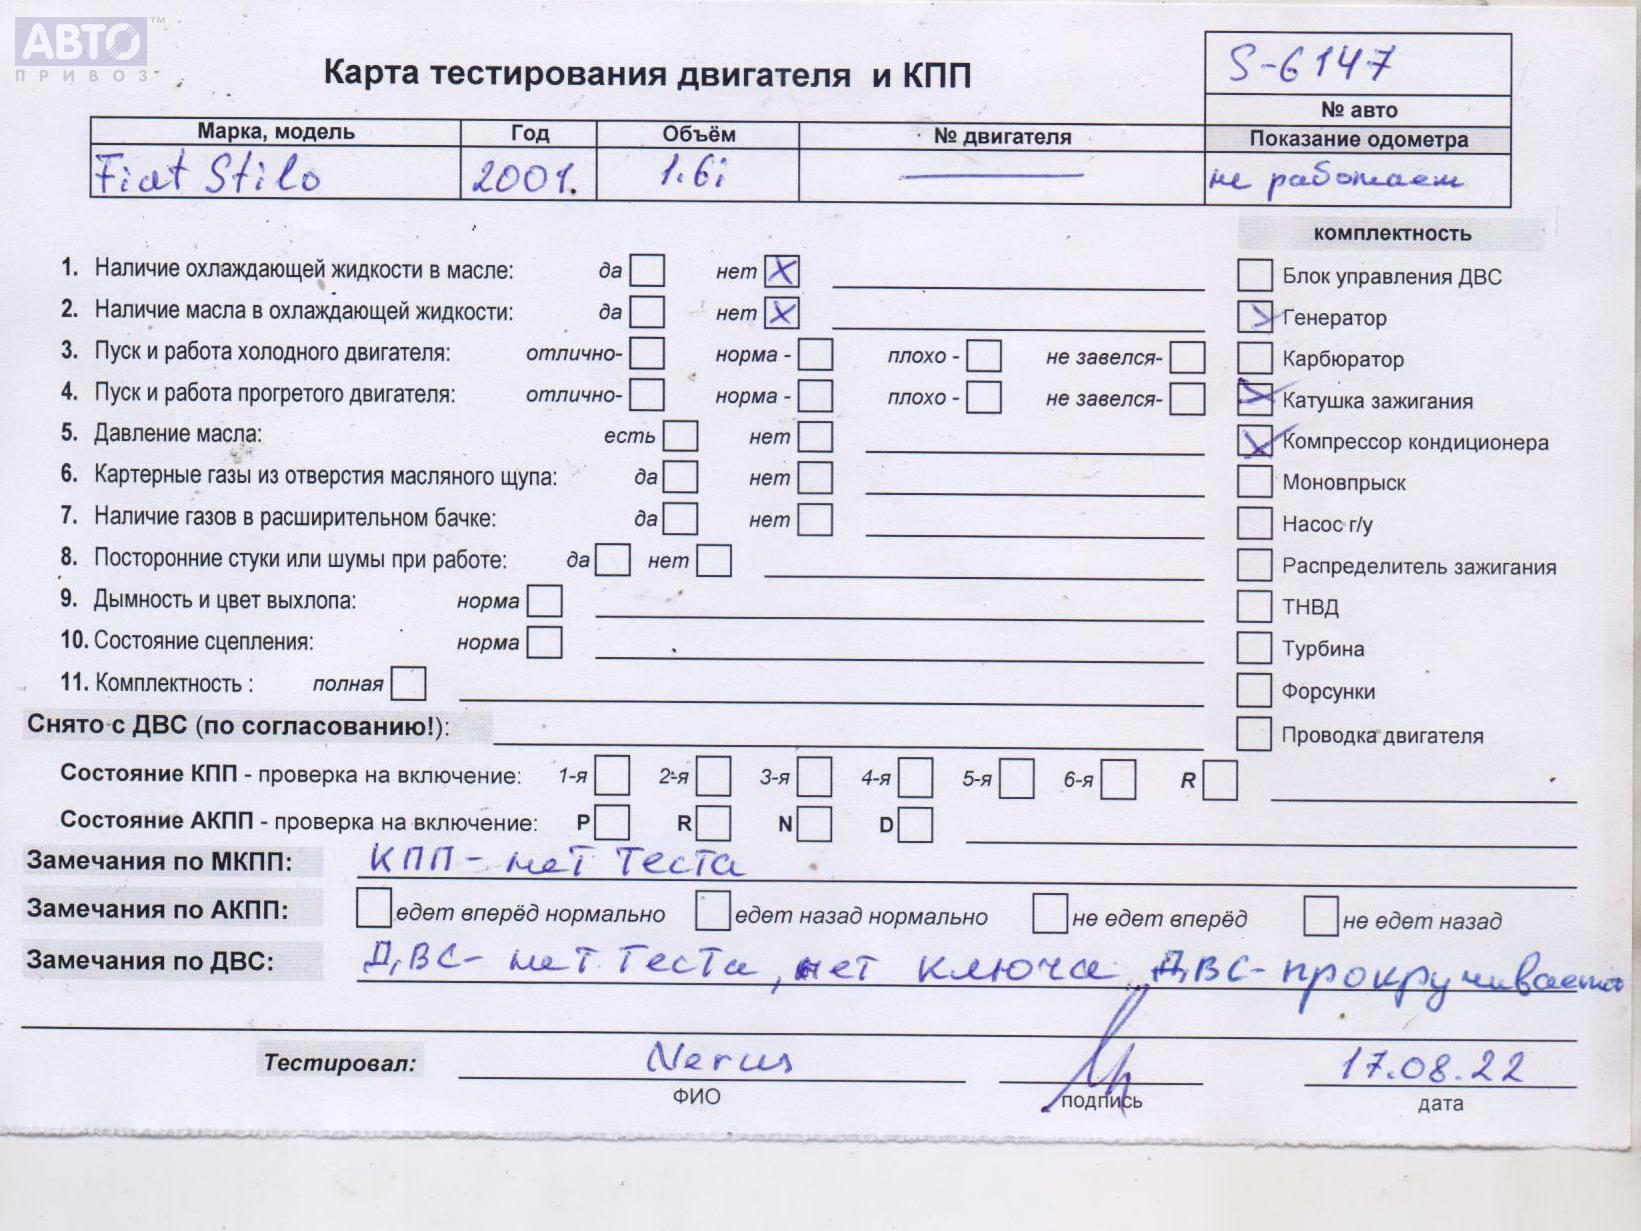 АВТО™
ПРИВОЗ
Карта тестирования двигателя и КПП
S-6147
№ авто
Марка, модель Год Объём № двигателя Показание одометра
Fiat Stilo 2001. 1.6i не работает
комплектность
1. Наличие охлаждающей жидкости в масле: да нет X
Блок управления ДВС
2. Наличие масла в охлаждающей жидкости: да нет X
Генератор
3. Пуск и работа холодного двигателя: отлично- норма - плохо - не завелся-
Карбюратор
4. Пуск и работа прогретого двигателя: отлично- норма - плохо - не завелся-
Катушка зажигания
5. Давление масла: есть нет
Компрессор кондиционера
6. Картерные газы из отверстия масляного щупа: да нет
Моновпрыск
7. Наличие газов в расширительном бачке: да нет
Насос г/у
8. Посторонние стуки или шумы при работе: да нет
Распределитель зажигания
9. Дымность и цвет выхлопа: норма
ТНВД
10. Состояние сцепления: норма
Турбина
11. Комплектность : полная
Форсунки
Снято с ДВС (по согласованию!):
Проводка двигателя
Состояние КПП - проверка на включение: 1-я 2-я 3-я 4-я 5-я 6-я R
Состояние АКПП - проверка на включение: P R N D
Замечания по МКПП: КПП - нет теста
Замечания по АКПП: едет вперёд нормально едет назад нормально не едет вперёд не едет назад
Замечания по ДВС: ДВС - нет теста, нет ключа ДВС - прокручивается
Тестировал: Nerus 17.08.22
ФИО подпись дата